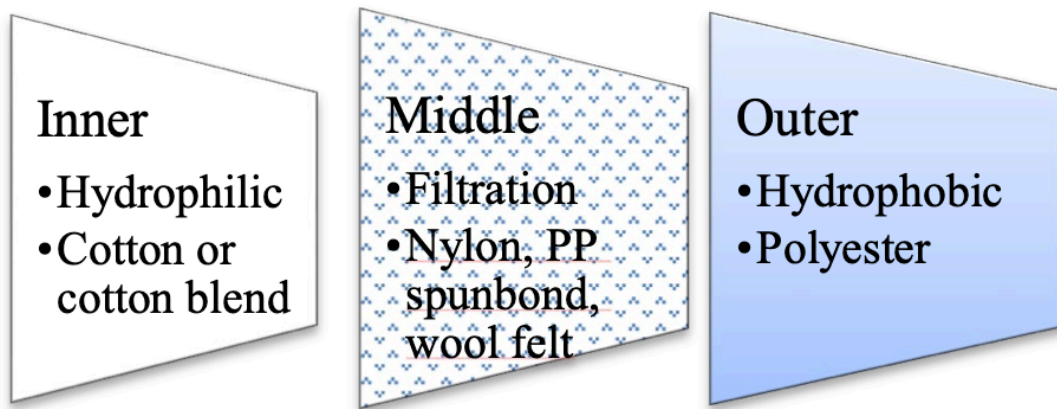 Inner
•Hydrophilic
•Cotton or
cotton blend
Middle
•Filtration
•Nylon, PP
spunbond,
wool felt
Outer
•Hydrophobic
•Polyester